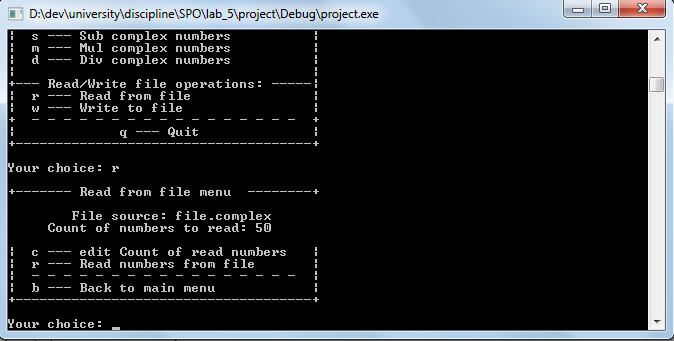 D:\dev\university\discipline\SPO\lab_5\project\Debug\project.exe
¦  s --- Sub complex numbers          ¦
¦  m --- Mul complex numbers          ¦
¦  d --- Div complex numbers          ¦
¦                                     ¦
+--- Read/Write file operations: -----¦
¦  r --- Read from file               ¦
¦  w --- Write to file                ¦
+  - - - - - - - - - - - - - - - - -  +
¦             q --- Quit              ¦
+-------------------------------------+
Your choice: r
+------- Read from file menu  --------+
File source: file.complex
Count of numbers to read: 50
¦  c --- edit Count of read numbers   ¦
¦  r --- Read numbers from file       ¦
¦  - - - - - - - - - - - - - - - - -  ¦
¦  b --- Back to main menu            ¦
+-------------------------------------+
Your choice: _